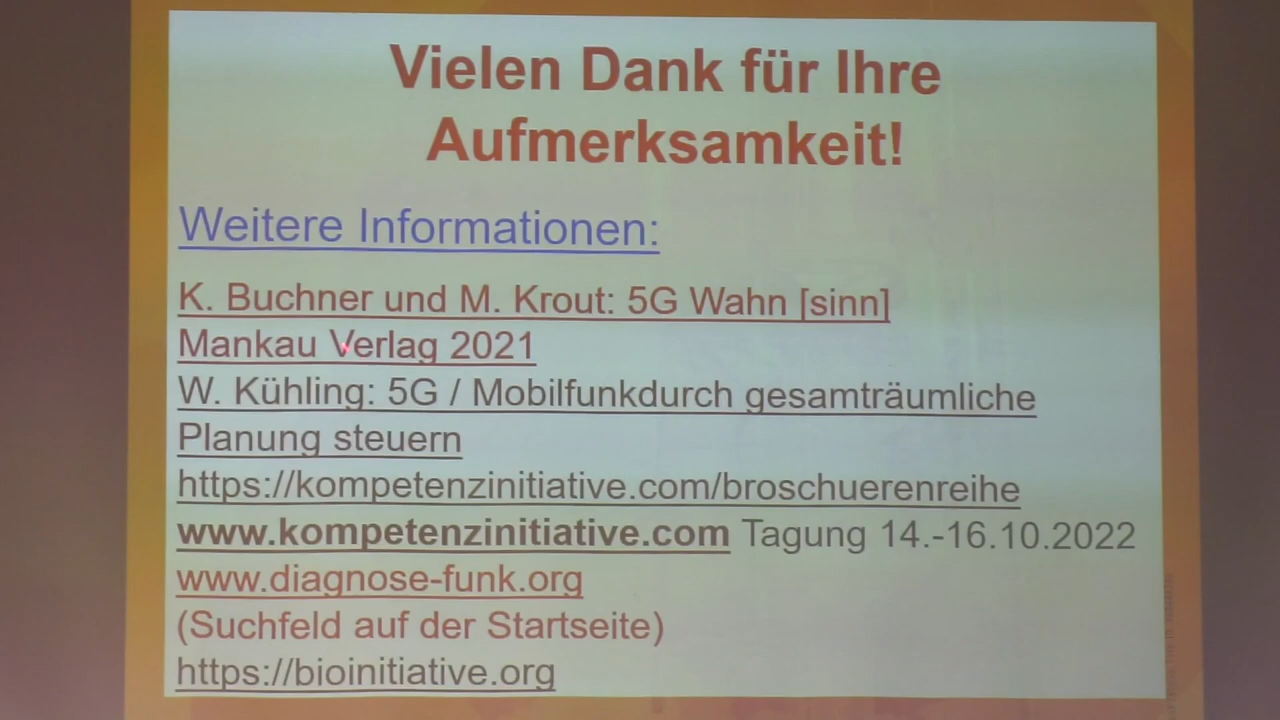 Vielen Dank für Ihre
Aufmerksamkeit!
Weitere Informationen:
K. Buchner und M. Krout: 5G Wahn [sinn]
Mankau Verlag 2021
W. Kühling: 5G / Mobilfunkdurch gesamträumliche
Planung steuern
https://kompetenzinitiative.com/broschuerenreihe
www.kompetenzinitiative.com Tagung 14.-16.10.2022
www.diagnose-funk.org
(Suchfeld auf der Startseite)
https://bioinitiative.org